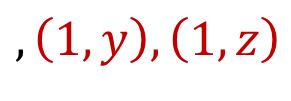 , (1, y), (1, z)